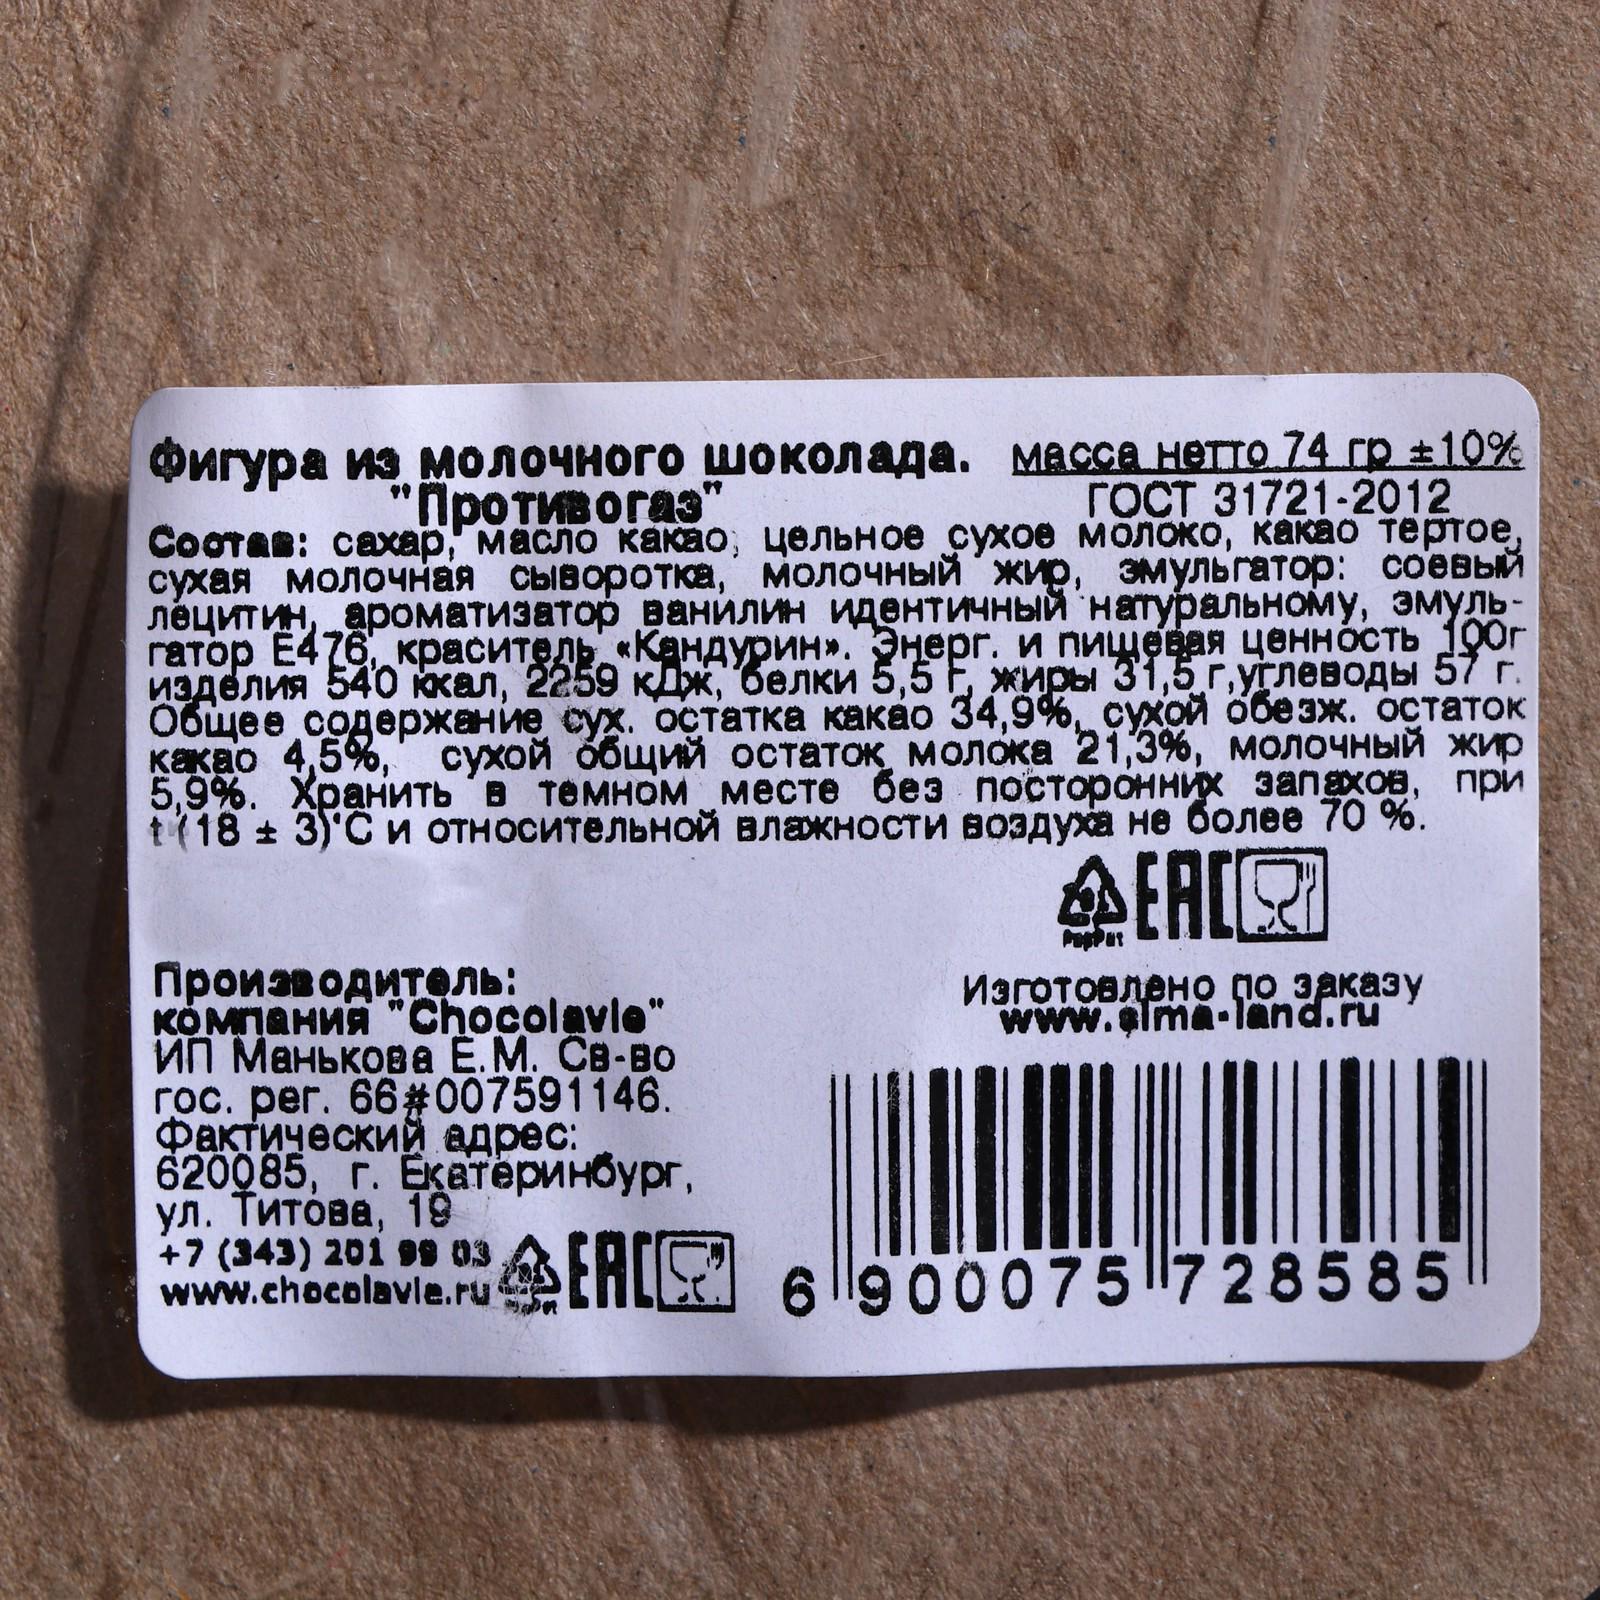 Фигура из молочного шоколада. масса нетто 74 гр ±10%
"Противогаз" ГОСТ 31721-2012
Состав: сахар, масло какао, цельное сухое молоко, какао тертое,
сухая молочная сыворотка, молочный жир, эмульгатор: соевый
лецитин, ароматизатор ванилин идентичный натуральному, эмуль-
гатор Е476, краситель «Кандурин». Энерг. и пищевая ценность 100г
изделия 540 ккал, 2259 кДж, белки 5,5 г, жиры 31,5 г,углеводы 57 г.
Общее содержание сух. остатка какао 34,9%, сухой обезж. остаток
какао 4,5%, сухой общий остаток молока 21,3%, молочный жир
5,9%. Хранить в темном месте без посторонних запахов, при
t (18 ± 3)°С и относительной влажности воздуха не более 70 %.
EAC
Производитель:
компания "Chocolavie"
ИП Манькова Е.М. Св-во
гос. рег. 66#007591146.
Фактический адрес:
620085, г. Екатеринбург,
ул. Титова, 19
+7 (343) 201 99 03
www.chocolavie.ru EAC
Изготовлено по заказу
www.sima-land.ru
6 900075 728585